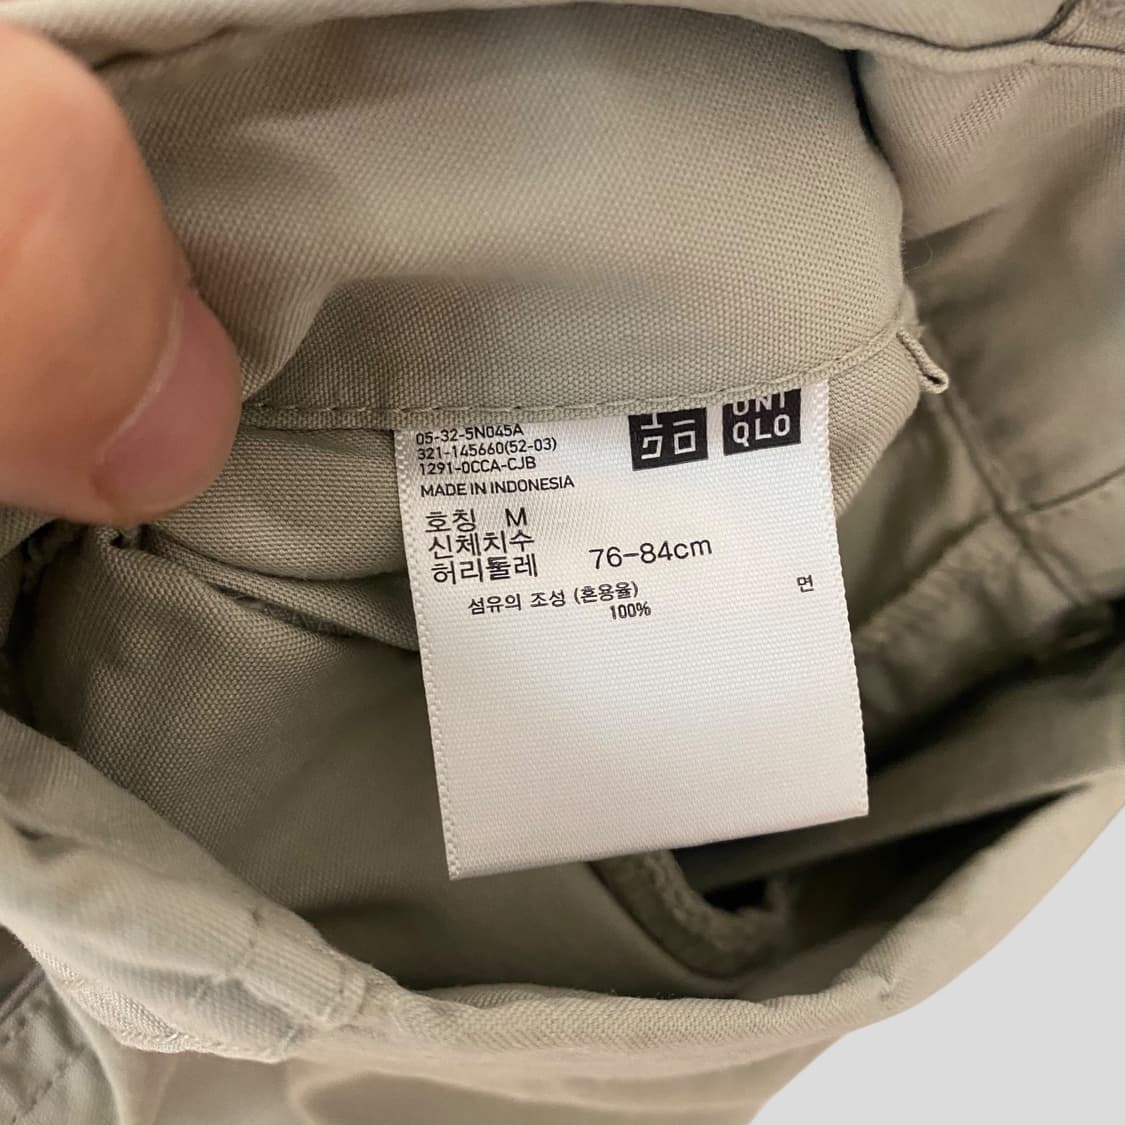 05-32-5N045A
321-145660(52-03)
1291-0CCA-CJB
MADE IN INDONESIA
ユニクロ
UNI
QLO
호칭 M
신체치수
허리둘레 76-84cm
섬유의 조성 (혼용율) 면
100%